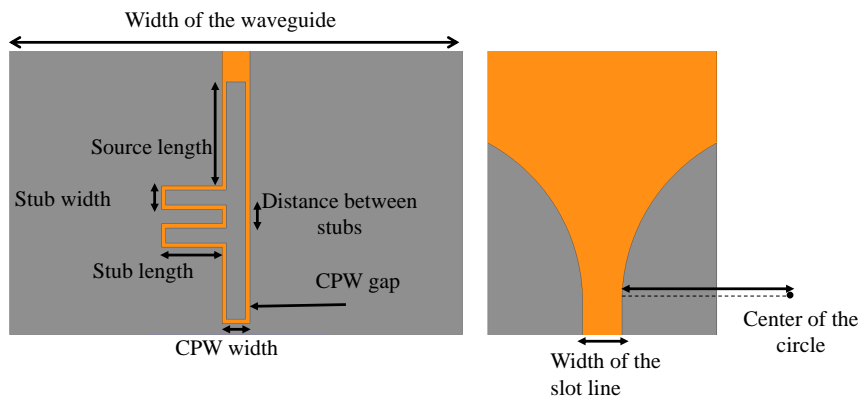 Width of the waveguide
Source length
Stub width
Distance between
stubs
Stub length
CPW gap
CPW width
Center of the
circle
Width of the
slot line